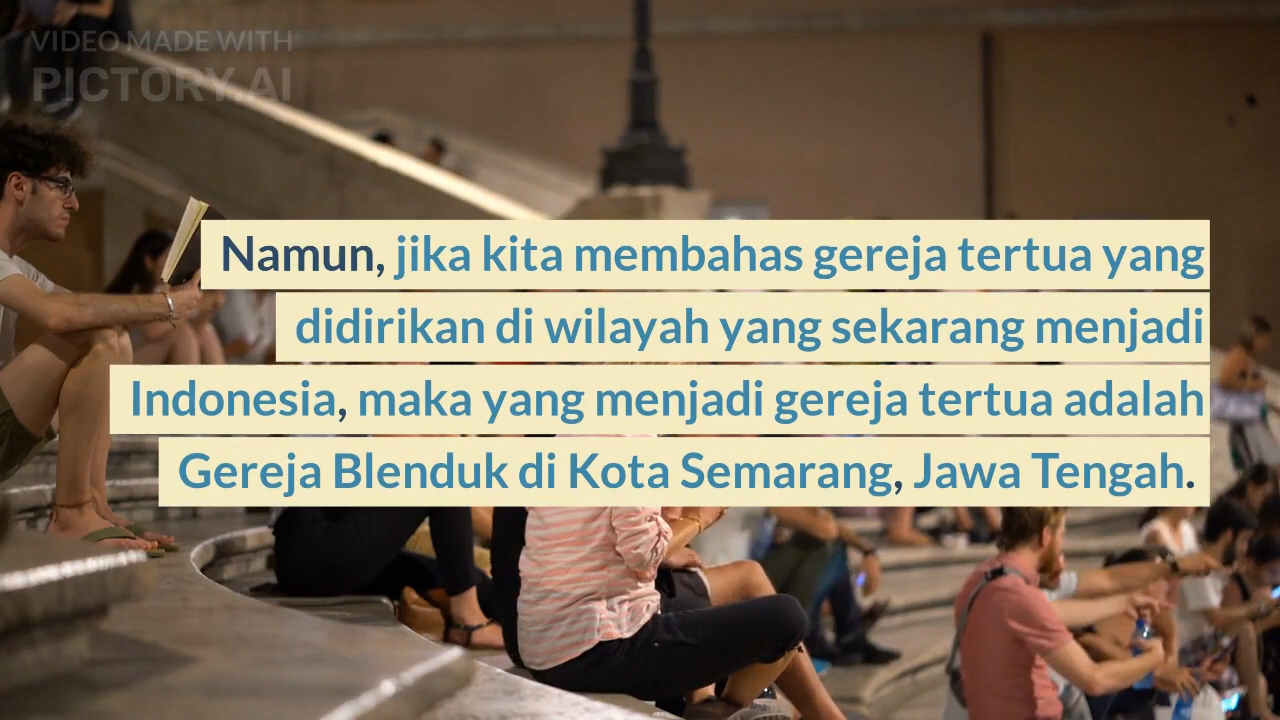 VIDEO MADE WITH
PICTORY.AI
Namun, jika kita membahas gereja tertua yang
didirikan di wilayah yang sekarang menjadi
Indonesia, maka yang menjadi gereja tertua adalah
Gereja Blenduk di Kota Semarang, Jawa Tengah.